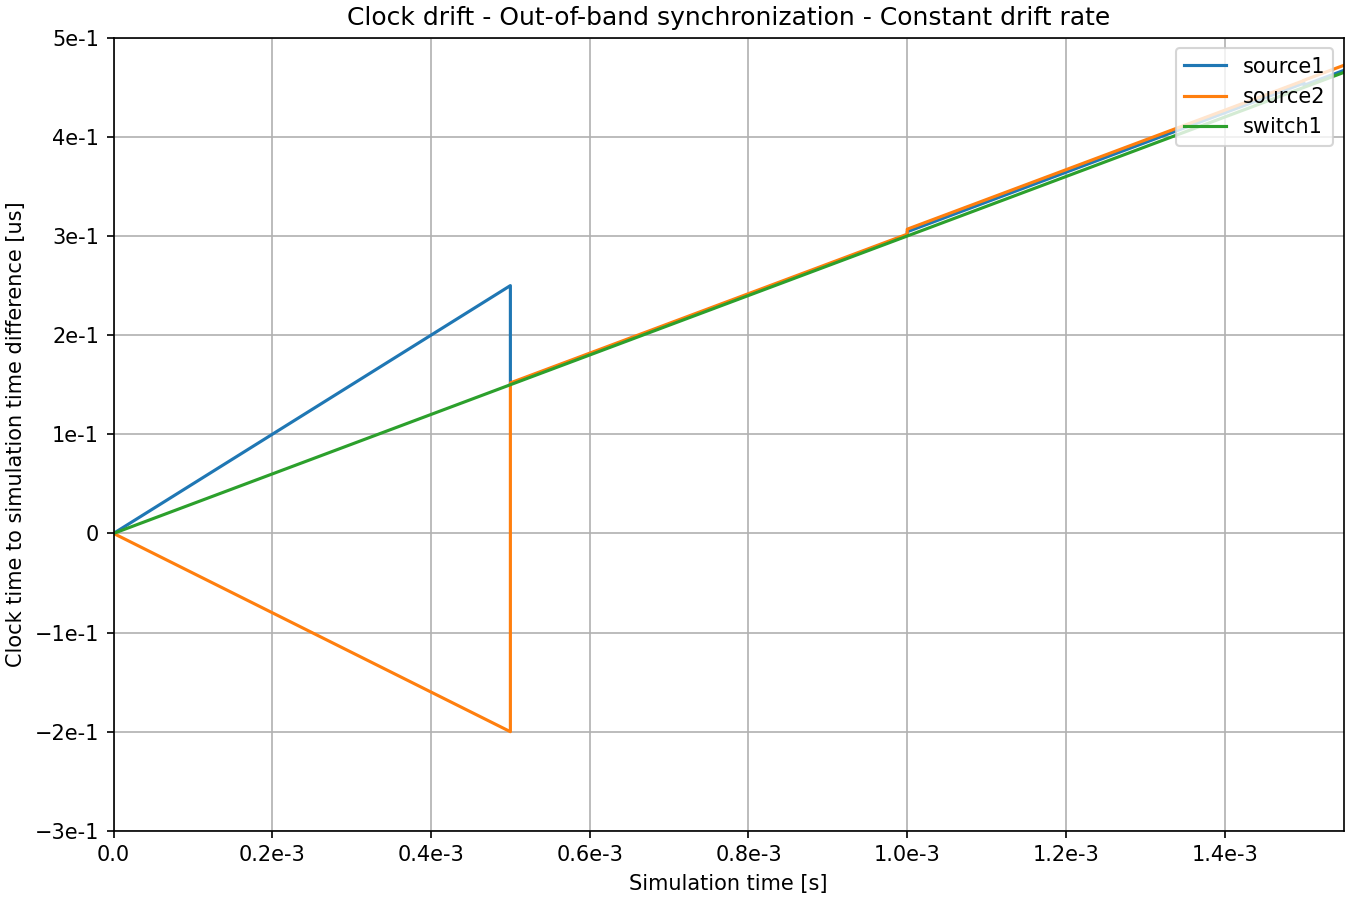 Clock drift - Out-of-band synchronization - Constant drift rate
5e-1
4e-1
3e-1
2e-1
1e-1
0
−1e-1
−2e-1
−3e-1
Clock time to simulation time difference [us]
source1
source2
switch1
0.0 0.2e-3 0.4e-3 0.6e-3 0.8e-3 1.0e-3 1.2e-3 1.4e-3
Simulation time [s]